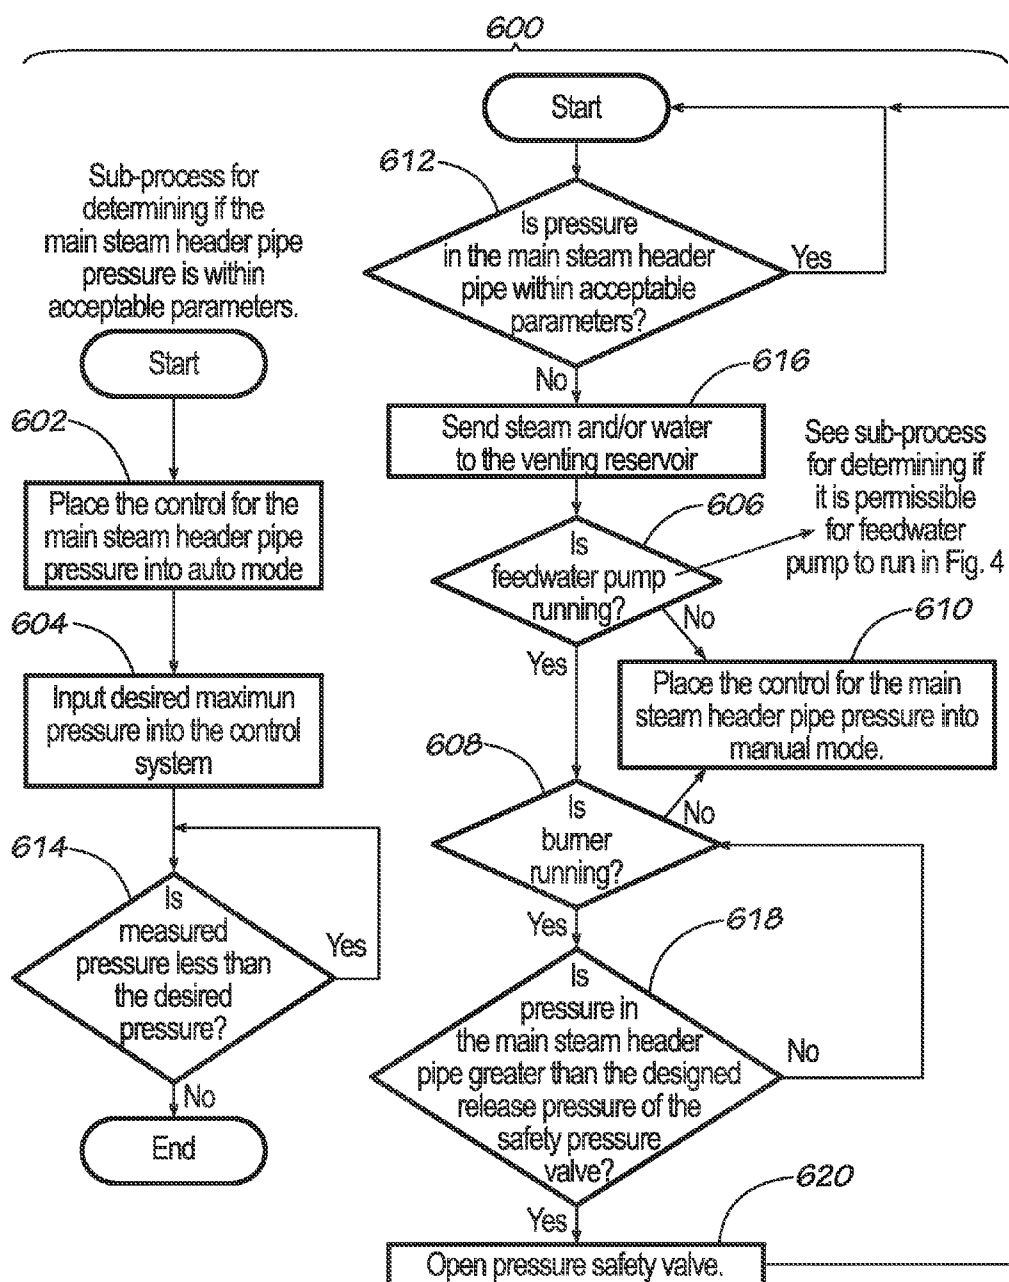 600
Start
612
Is pressure
in the main steam header
pipe within acceptable
parameters?
Yes
No
616
Send steam and/or water
to the venting reservoir
606
Is
feedwater pump
running?
See sub-process
for determining if
it is permissible
for feedwater
pump to run in Fig. 4
No
Yes
610
Place the control for the main
steam header pipe pressure into
manual mode.
608
Is
burner
running?
No
Yes
618
Is
pressure in
the main steam header
pipe greater than the designed
release pressure of the
safety pressure
valve?
No
Yes
620
Open pressure safety valve.
Sub-process for
determining if the
main steam header pipe
pressure is within
acceptable parameters.
Start
602
Place the control for the
main steam header pipe
pressure into auto mode
604
Input desired maximun
pressure into the control
system
614
Is
measured
pressure less than
the desired
pressure?
Yes
No
End